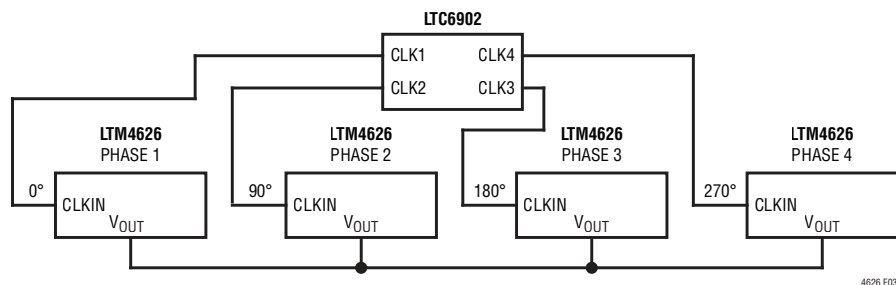 LTC6902
CLK1 CLK4
CLK2 CLK3
LTM4626 LTM4626 LTM4626 LTM4626
PHASE 1 PHASE 2 PHASE 3 PHASE 4
0° 90° 180° 270°
CLKIN CLKIN CLKIN CLKIN
VOUT VOUT VOUT VOUT
4626 F03